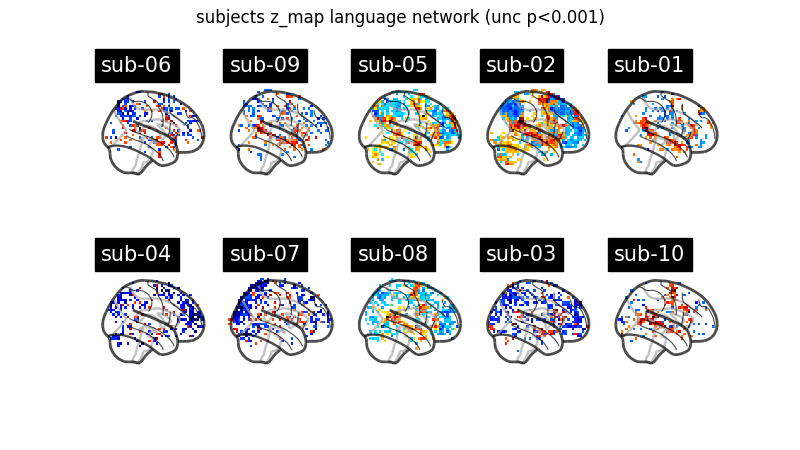 subjects z_map language network (unc p<0.001)
sub-06 sub-09 sub-05 sub-02 sub-01
sub-04 sub-07 sub-08 sub-03 sub-10